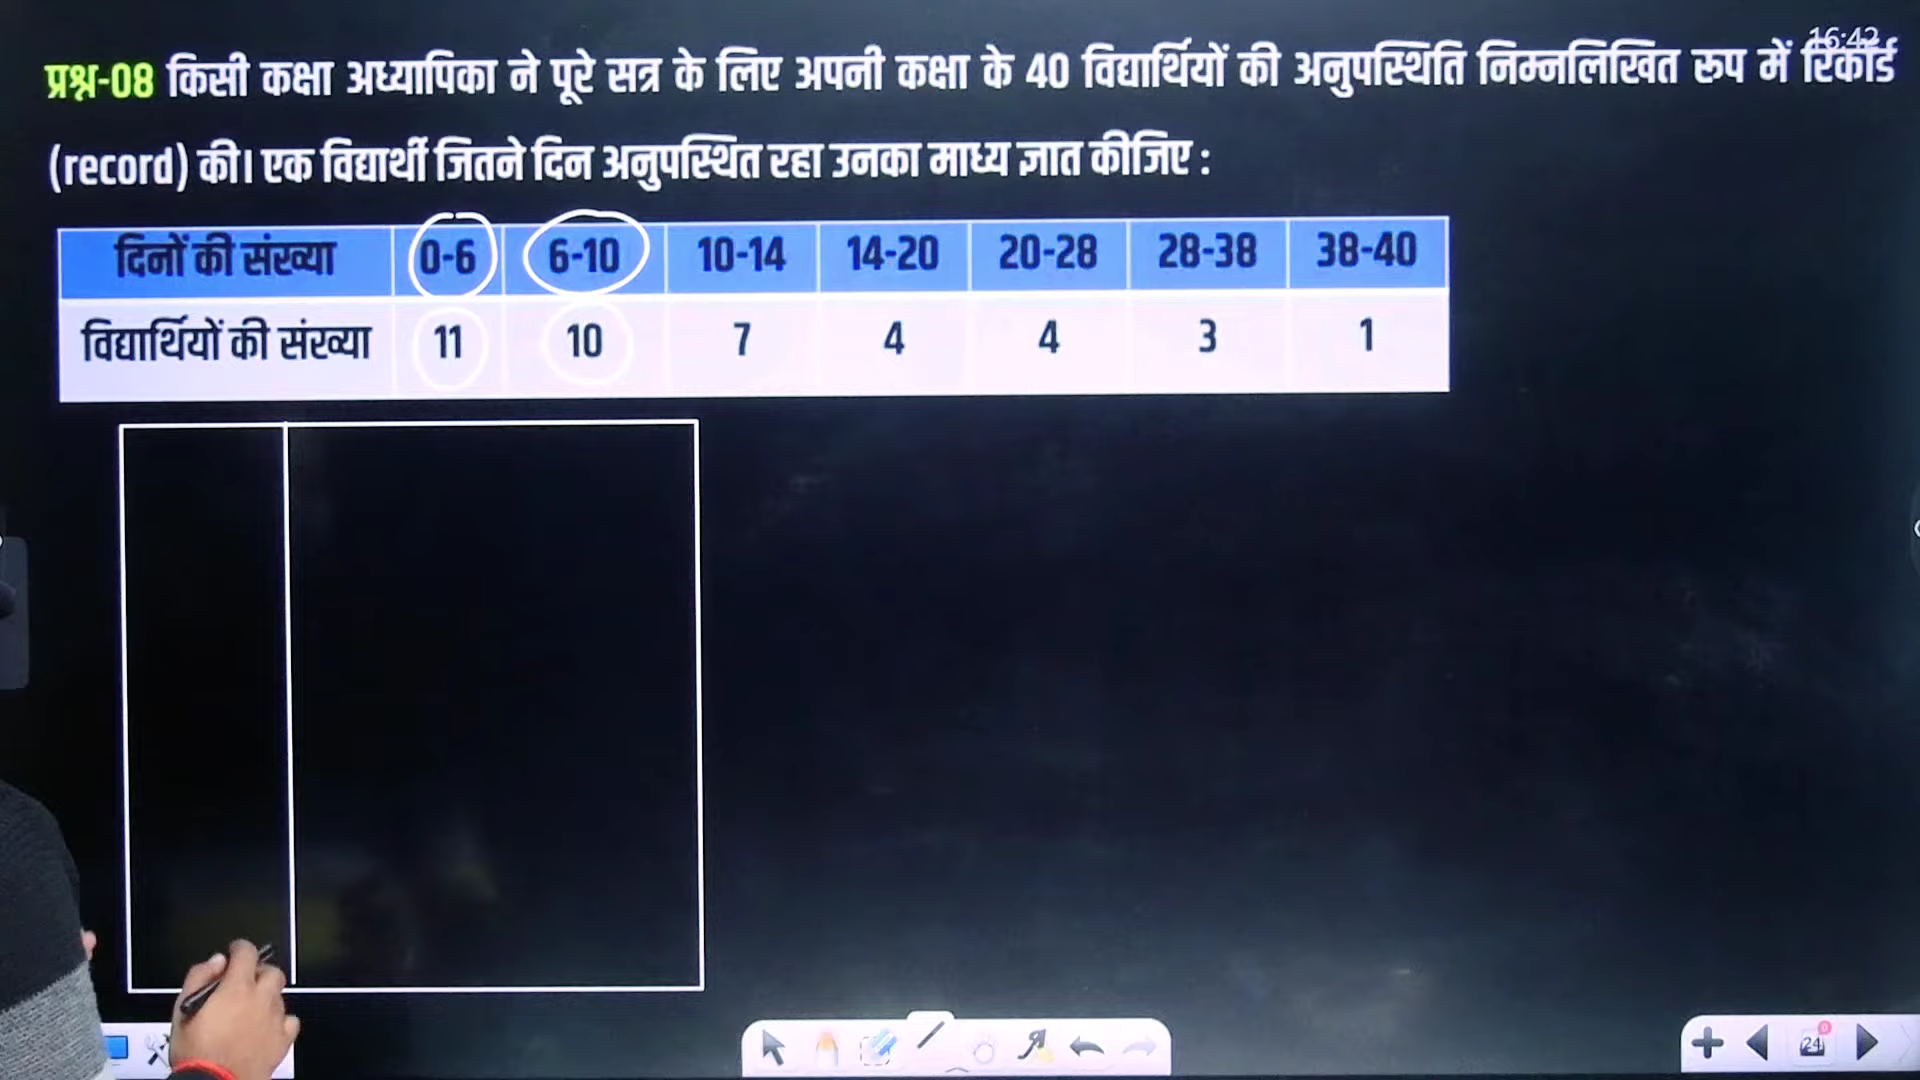 16:42
प्रश्न-08 किसी कक्षा अध्यापिका ने पूरे सत्र के लिए अपनी कक्षा के 40 विद्यार्थियों की अनुपस्थिति निम्नलिखित रूप में रिकॉर्ड
(record) की। एक विद्यार्थी जितने दिन अनुपस्थित रहा उनका माध्य ज्ञात कीजिए :
दिनों की संख्या 0-6 6-10 10-14 14-20 20-28 28-38 38-40
विद्यार्थियों की संख्या 11 10 7 4 4 3 1
0
24